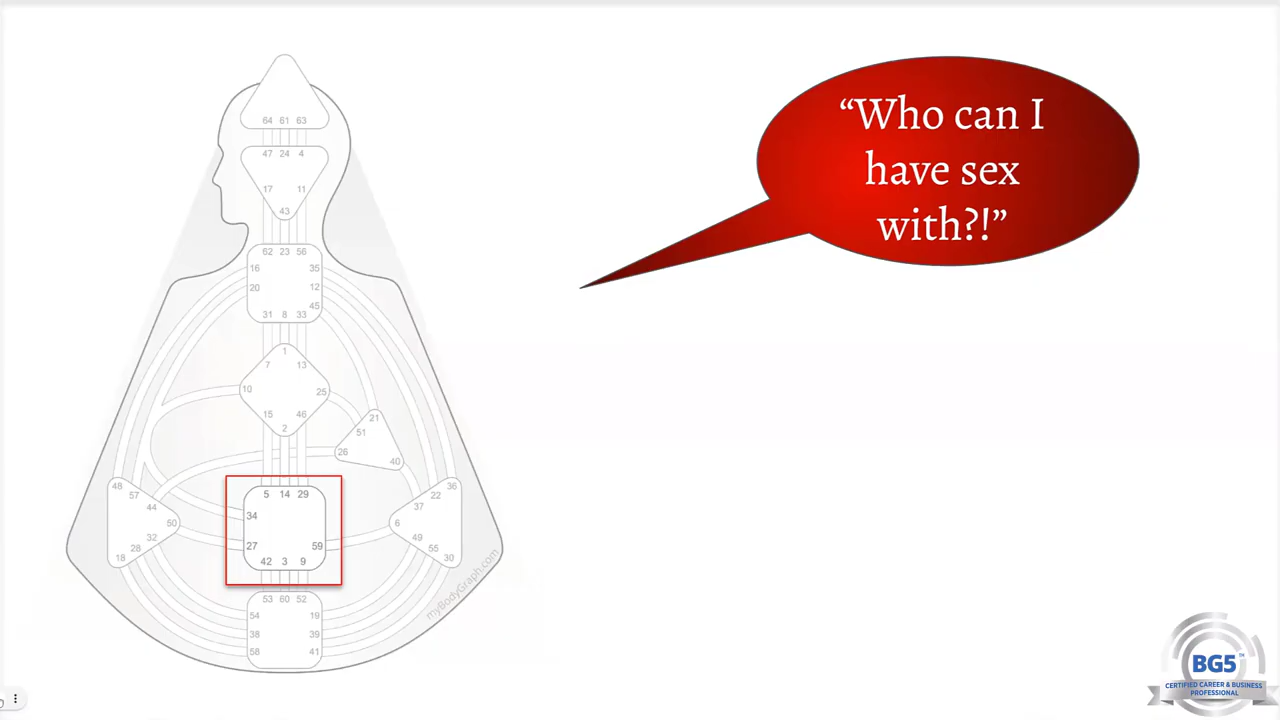 “Who can I
have sex
with?!”
64 61 63
47 24 4
17 11
43
62 23 56
16 35
20 12
45
31 8 33
1
7 13
10 25
15 46
2
21
51
26
40
48 5 14 29 36
57 22
44 34 37
50 6
32 27 59 49
28 55
18 42 3 9 30
53 60 52
54 19
38 39
58 41
myBodyGraph.com
BG5
CERTIFIED CAREER & BUSINESS
PROFESSIONAL